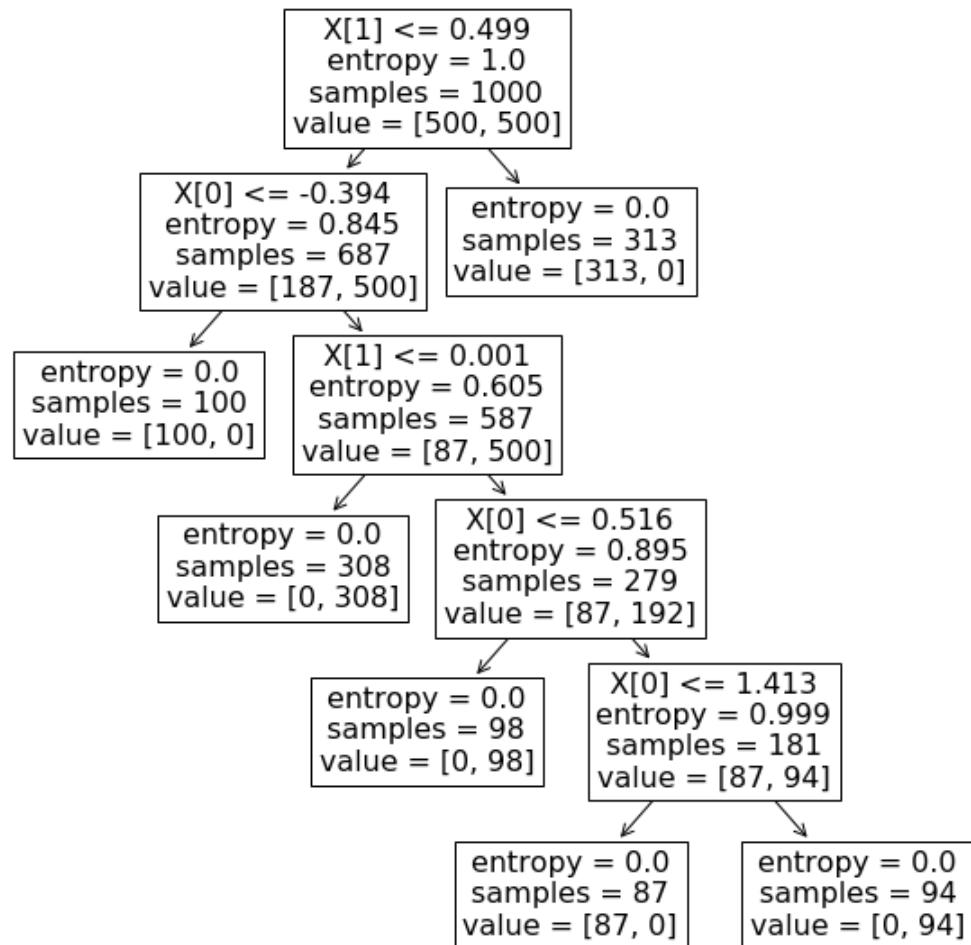 X[1] <= 0.499
entropy = 1.0
samples = 1000
value = [500, 500]
X[0] <= -0.394
entropy = 0.845
samples = 687
value = [187, 500]
entropy = 0.0
samples = 313
value = [313, 0]
entropy = 0.0
samples = 100
value = [100, 0]
X[1] <= 0.001
entropy = 0.605
samples = 587
value = [87, 500]
entropy = 0.0
samples = 308
value = [0, 308]
X[0] <= 0.516
entropy = 0.895
samples = 279
value = [87, 192]
entropy = 0.0
samples = 98
value = [0, 98]
X[0] <= 1.413
entropy = 0.999
samples = 181
value = [87, 94]
entropy = 0.0
samples = 87
value = [87, 0]
entropy = 0.0
samples = 94
value = [0, 94]